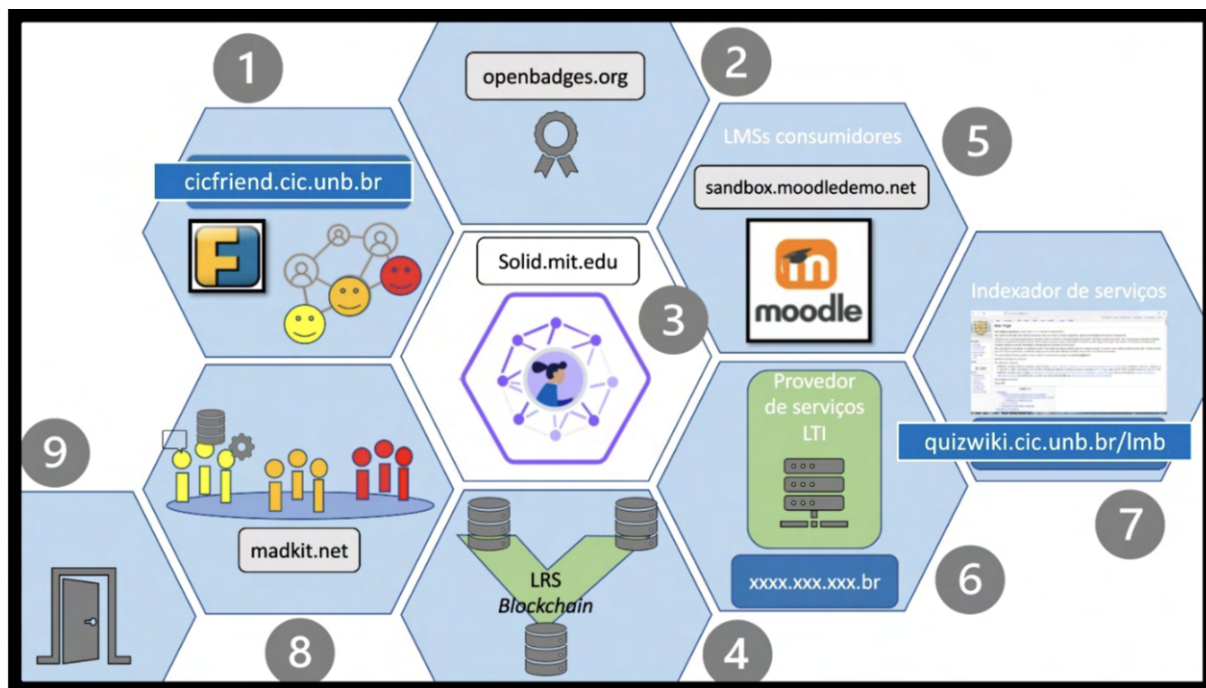 1
openbadges.org
2
cicfriend.cic.unb.br
F
LMSs consumidores
sandbox.moodledemo.net
moodle
5
Solid.mit.edu
3
Indexador de serviços
quizwiki.cic.unb.br/lmb
7
Provedor
de serviços
LTI
xxxx.xxx.xxx.br
6
9
madkit.net
8
LRS
Blockchain
4